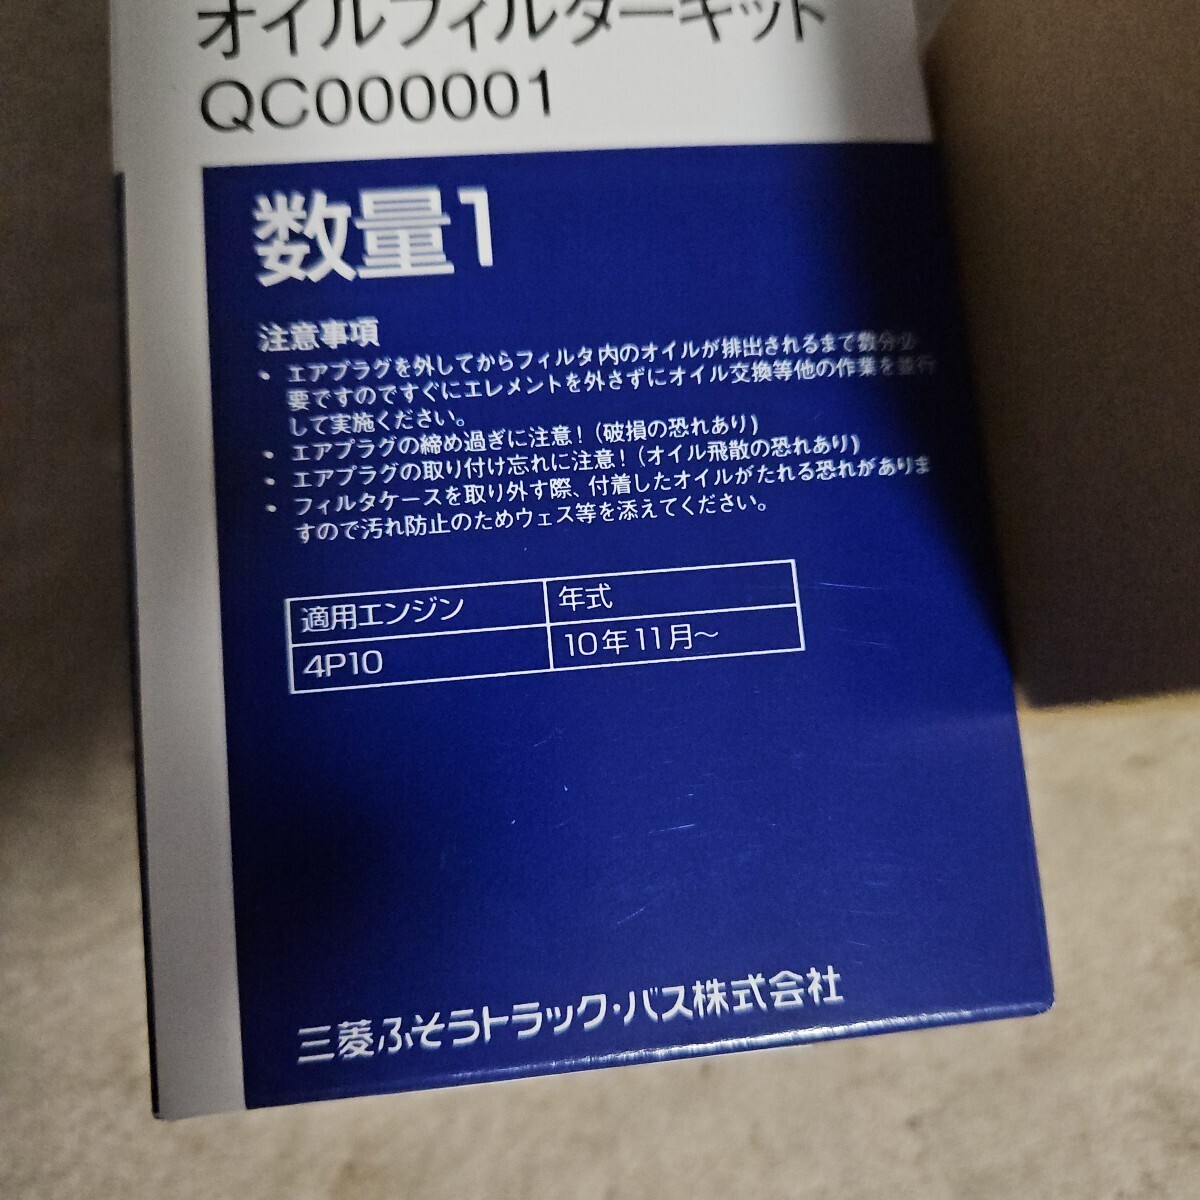 オイルフィルターキット
QC000001
数量1
注意事項
• エアプラグを外してからフィルタ内のオイルが排出されるまで数分必
要ですのですぐにエレメントを外さずにオイル交換等他の作業を並行
して実施ください。
• エアプラグの締め過ぎに注意!(破損の恐れあり)
• エアプラグの取り付け忘れに注意!(オイル飛散の恐れあり)
• フィルタケースを取り外す際、付着したオイルがたれる恐れがありま
すので汚れ防止のためウェス等を添えてください。
適用エンジン 年式
4P10 10年11月～
三菱ふそうトラック・バス株式会社